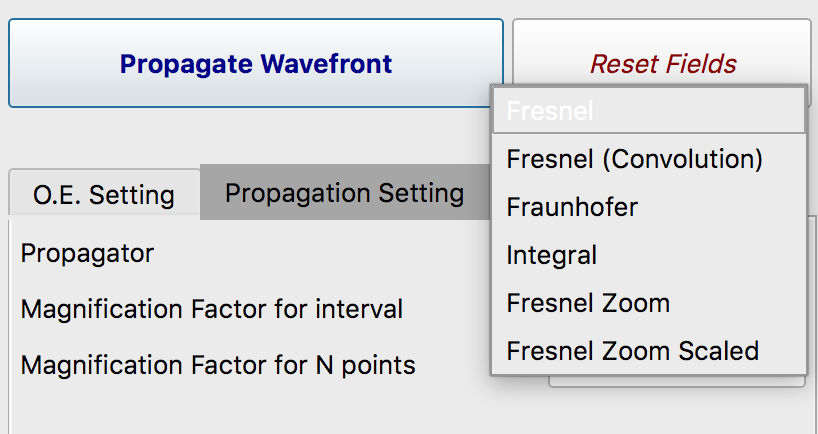 Propagate Wavefront
Reset Fields
Fresnel
Fresnel (Convolution)
Fraunhofer
Integral
Fresnel Zoom
Fresnel Zoom Scaled
O.E. Setting
Propagation Setting
Propagator
Magnification Factor for interval
Magnification Factor for N points